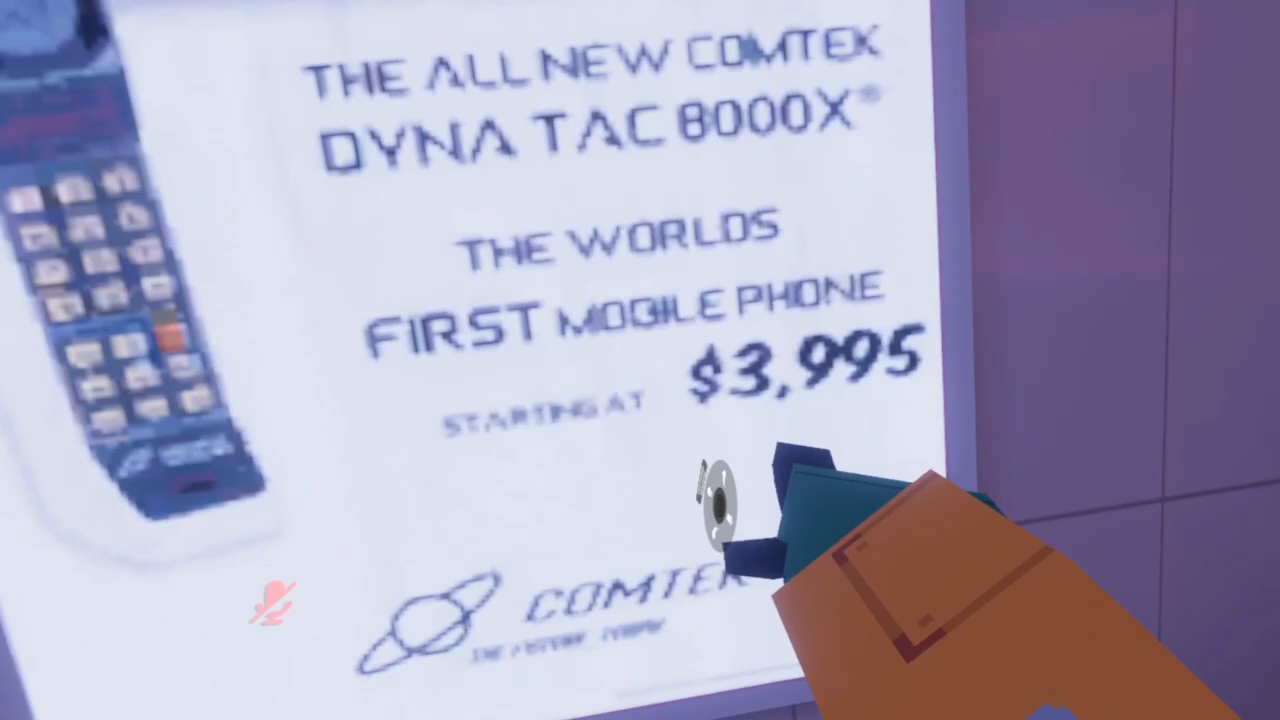 THE ALL NEW COMTEK
DYNA TAC 8000X®
THE WORLDS
FIRST MOBILE PHONE
STARTING AT $3,995
COMTEK